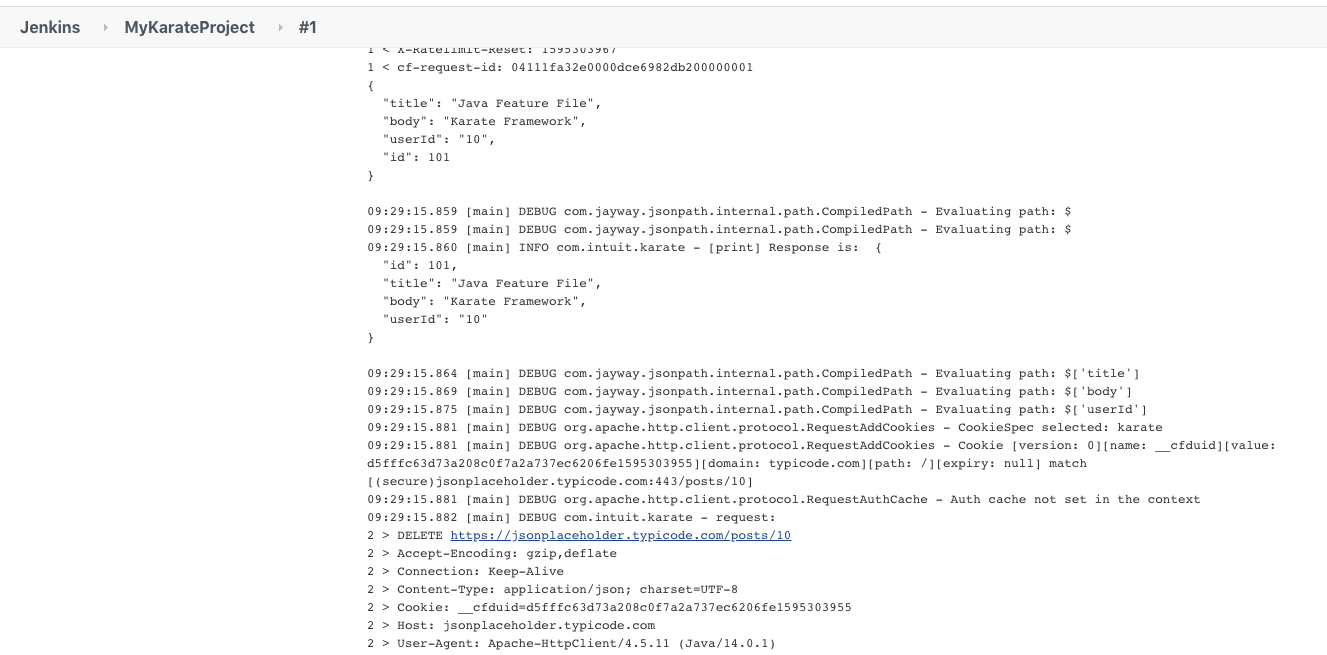 Jenkins MyKarateProject #1
1 < X-Ratelimit-Reset: 1595303967
1 < cf-request-id: 04111fa32e0000dce6982db200000001
{
"title": "Java Feature File",
"body": "Karate Framework",
"userId": "10",
"id": 101
}
09:29:15.859 [main] DEBUG com.jayway.jsonpath.internal.path.CompiledPath - Evaluating path: $
09:29:15.859 [main] DEBUG com.jayway.jsonpath.internal.path.CompiledPath - Evaluating path: $
09:29:15.860 [main] INFO com.intuit.karate - [print] Response is:  {
"id": 101,
"title": "Java Feature File",
"body": "Karate Framework",
"userId": "10"
}
09:29:15.864 [main] DEBUG com.jayway.jsonpath.internal.path.CompiledPath - Evaluating path: $['title']
09:29:15.869 [main] DEBUG com.jayway.jsonpath.internal.path.CompiledPath - Evaluating path: $['body']
09:29:15.875 [main] DEBUG com.jayway.jsonpath.internal.path.CompiledPath - Evaluating path: $['userId']
09:29:15.881 [main] DEBUG org.apache.http.client.protocol.RequestAddCookies - CookieSpec selected: karate
09:29:15.881 [main] DEBUG org.apache.http.client.protocol.RequestAddCookies - Cookie [version: 0][name: __cfduid][value:
d5fffc63d73a208c0f7a2a737ec6206fe1595303955][domain: typicode.com][path: /][expiry: null] match
[(secure)jsonplaceholder.typicode.com:443/posts/10]
09:29:15.881 [main] DEBUG org.apache.http.client.protocol.RequestAuthCache - Auth cache not set in the context
09:29:15.882 [main] DEBUG com.intuit.karate - request:
2 > DELETE https://jsonplaceholder.typicode.com/posts/10
2 > Accept-Encoding: gzip,deflate
2 > Connection: Keep-Alive
2 > Content-Type: application/json; charset=UTF-8
2 > Cookie: __cfduid=d5fffc63d73a208c0f7a2a737ec6206fe1595303955
2 > Host: jsonplaceholder.typicode.com
2 > User-Agent: Apache-HttpClient/4.5.11 (Java/14.0.1)